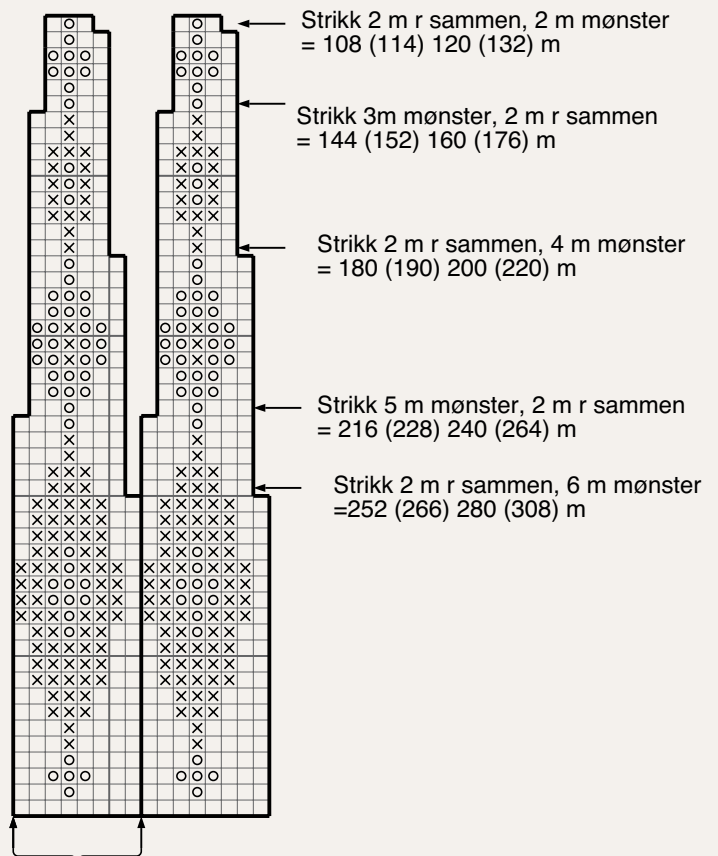 Strikk 2 m r sammen, 2 m mønster
= 108 (114) 120 (132) m
Strikk 3m mønster, 2 m r sammen
= 144 (152) 160 (176) m
Strikk 2 m r sammen, 4 m mønster
= 180 (190) 200 (220) m
Strikk 5 m mønster, 2 m r sammen
= 216 (228) 240 (264) m
Strikk 2 m r sammen, 6 m mønster
=252 (266) 280 (308) m